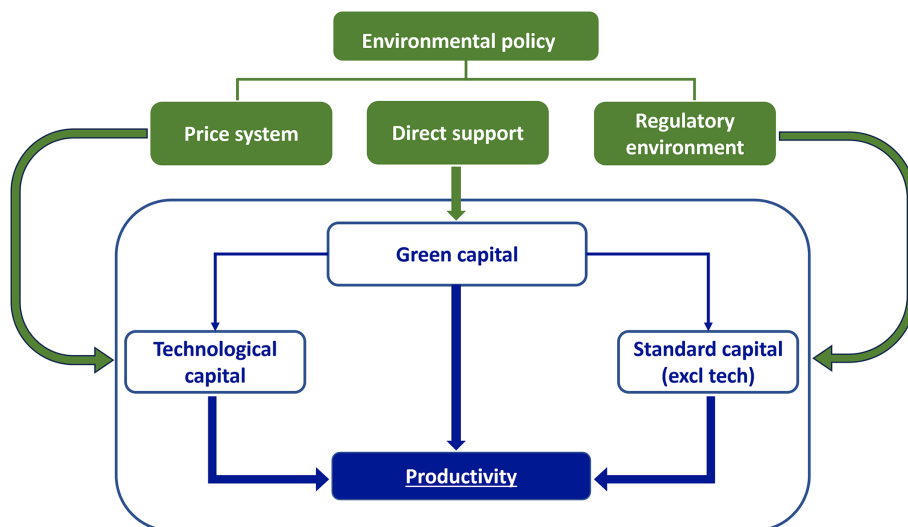 Environmental policy
Price system
Direct support
Regulatory
environment
Green capital
Technological
capital
Standard capital
(excl tech)
Productivity